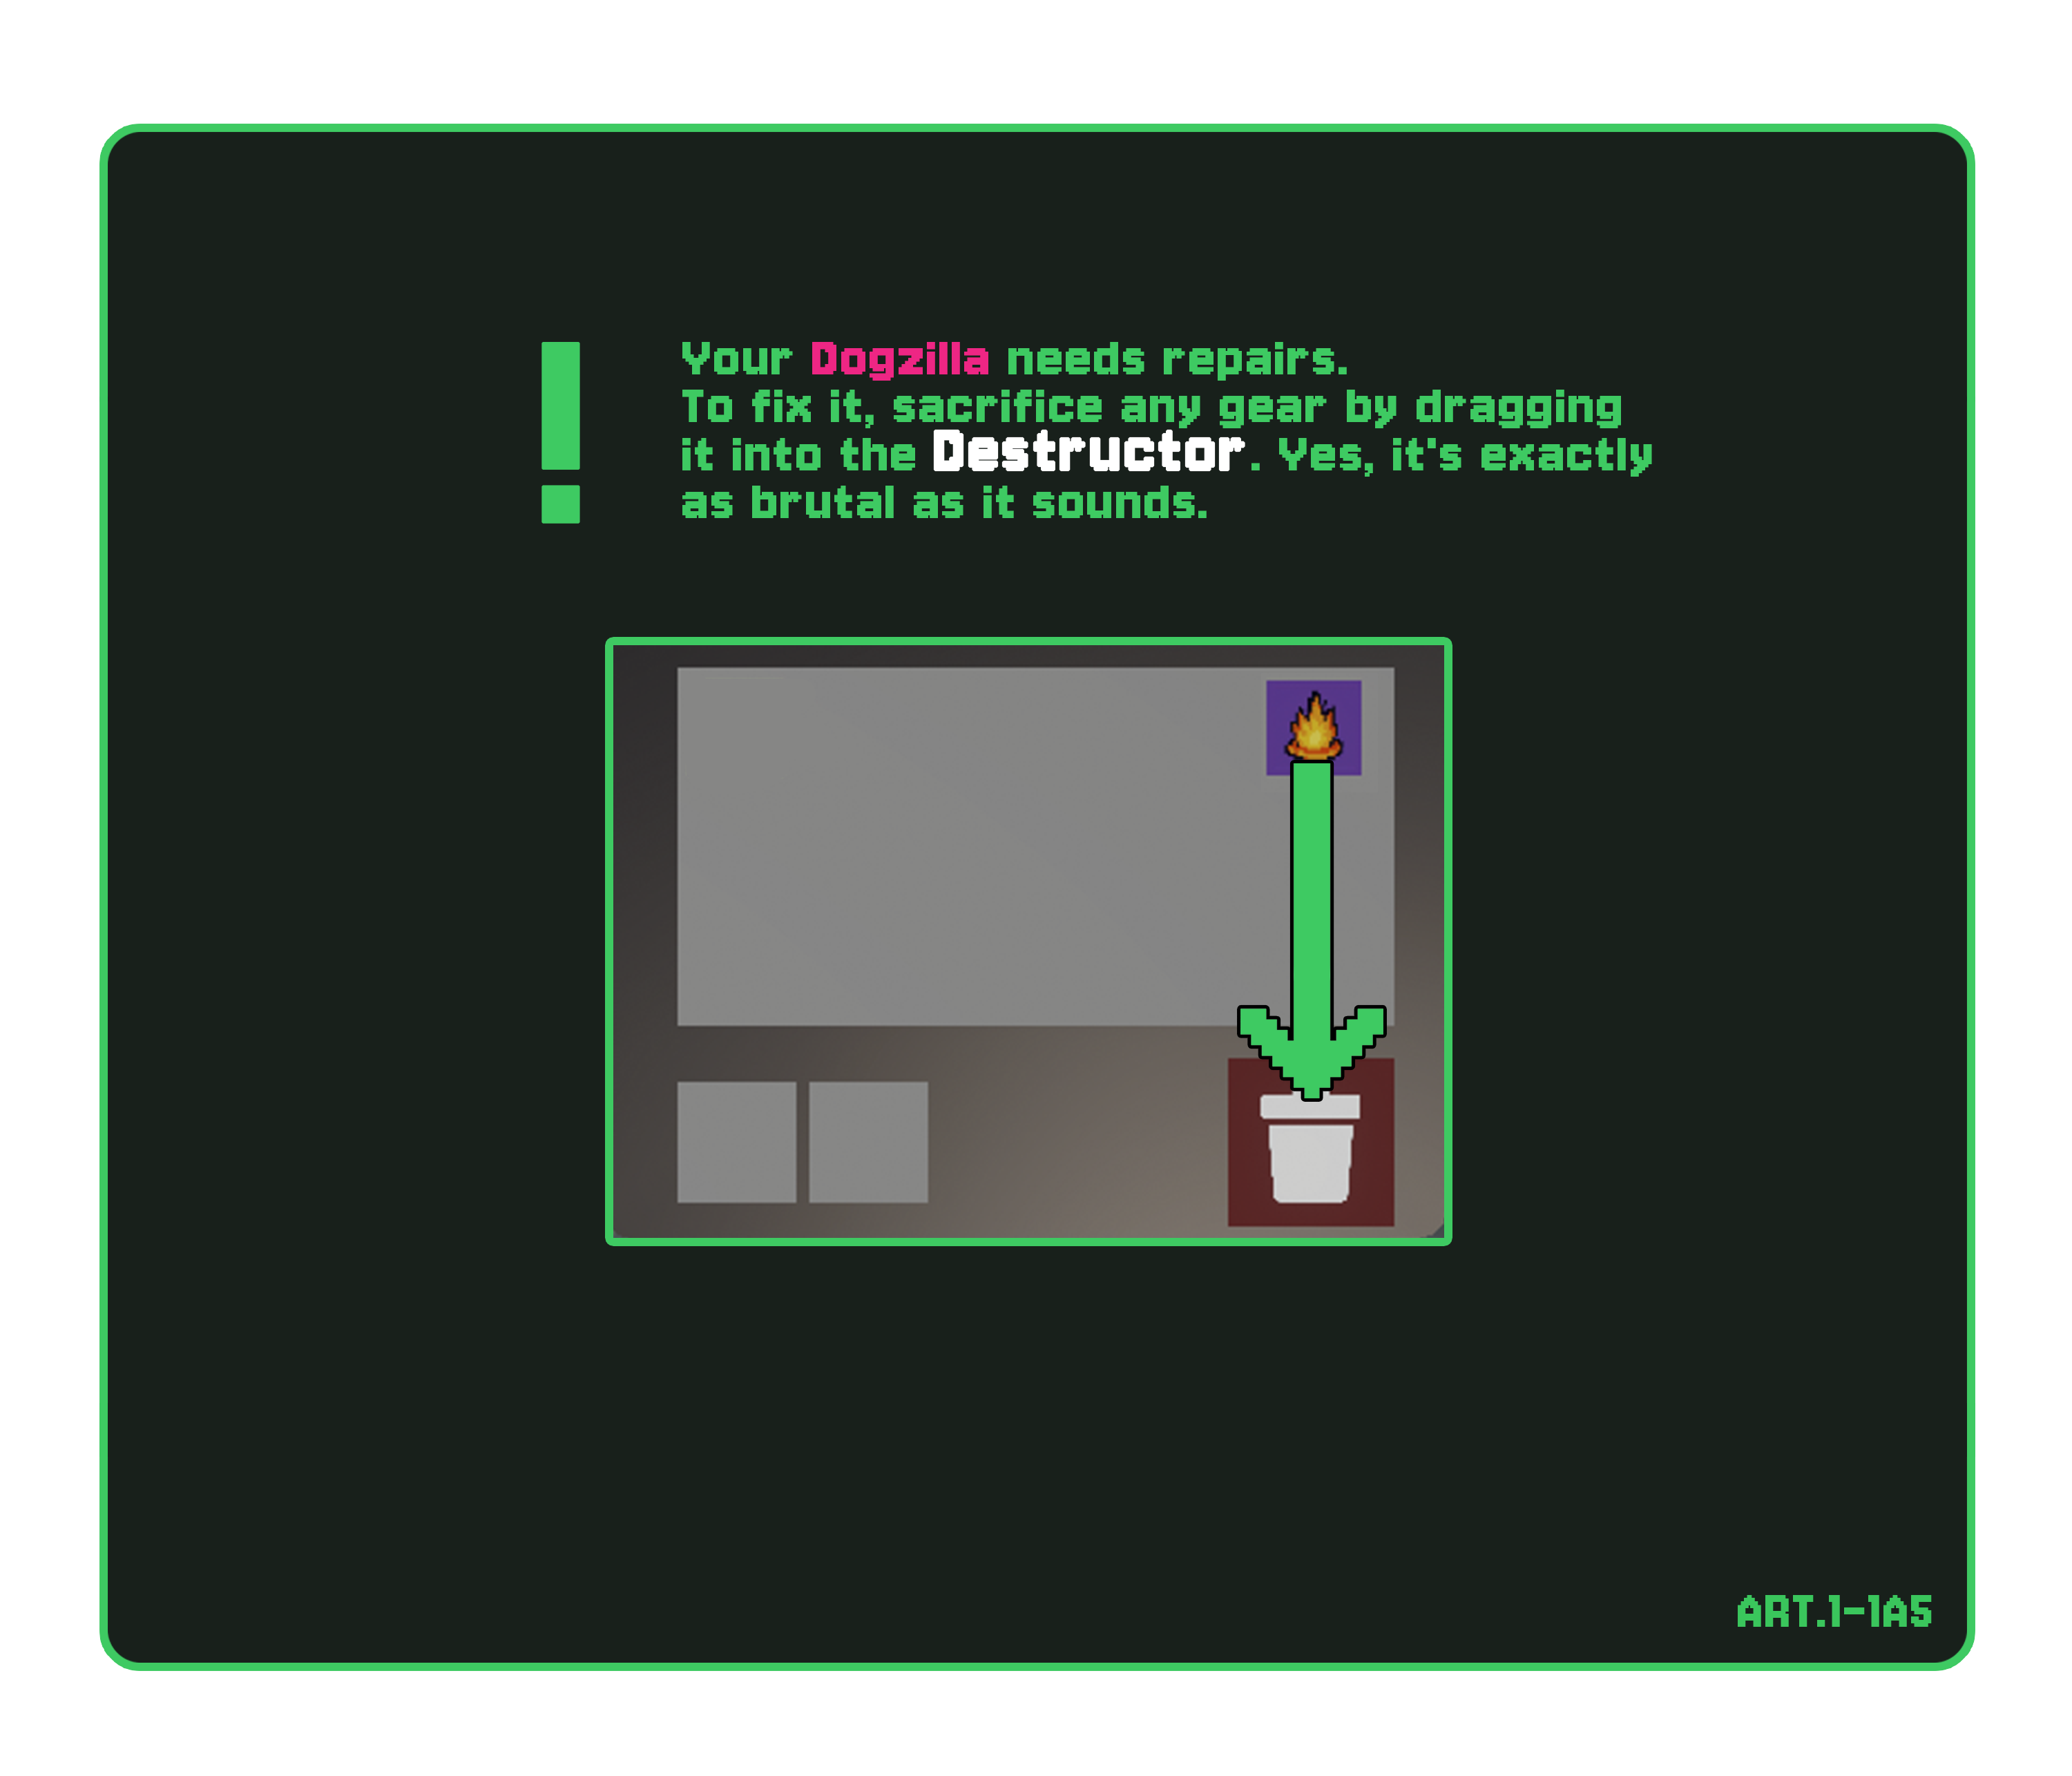 Your Dogzilla needs repairs.
To fix it, sacrifice any gear by dragging
it into the Destructor. Yes, it's exactly
as brutal as it sounds.
ART.1-1A5